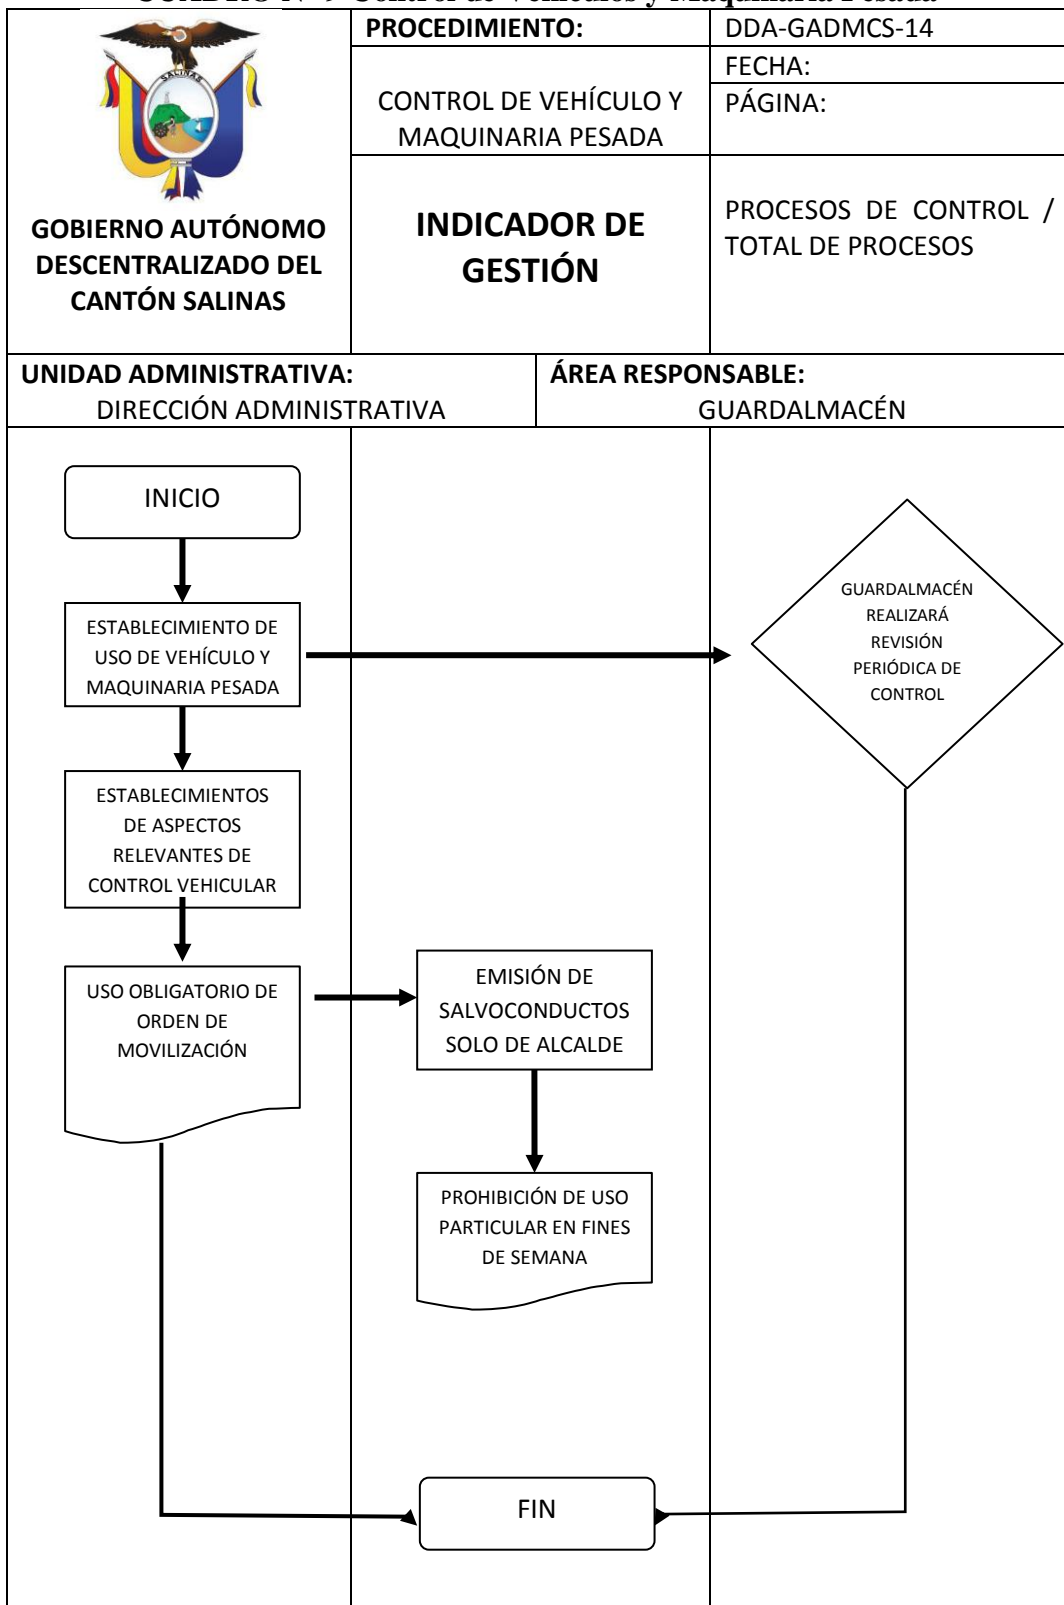 SALINAS
GOBIERNO AUTÓNOMO
DESCENTRALIZADO DEL
CANTÓN SALINAS
PROCEDIMIENTO:
CONTROL DE VEHÍCULO Y
MAQUINARIA PESADA
DDA-GADMCS-14
FECHA:
PÁGINA:
INDICADOR DE
GESTIÓN
PROCESOS DE CONTROL /
TOTAL DE PROCESOS
UNIDAD ADMINISTRATIVA:
DIRECCIÓN ADMINISTRATIVA
ÁREA RESPONSABLE:
GUARDALMACÉN
INICIO
ESTABLECIMIENTO DE
USO DE VEHÍCULO Y
MAQUINARIA PESADA
GUARDALMACÉN
REALIZARÁ
REVISIÓN
PERIÓDICA DE
CONTROL
ESTABLECIMIENTOS
DE ASPECTOS
RELEVANTES DE
CONTROL VEHICULAR
USO OBLIGATORIO DE
ORDEN DE
MOVILIZACIÓN
EMISIÓN DE
SALVOCONDUCTOS
SOLO DE ALCALDE
PROHIBICIÓN DE USO
PARTICULAR EN FINES
DE SEMANA
FIN